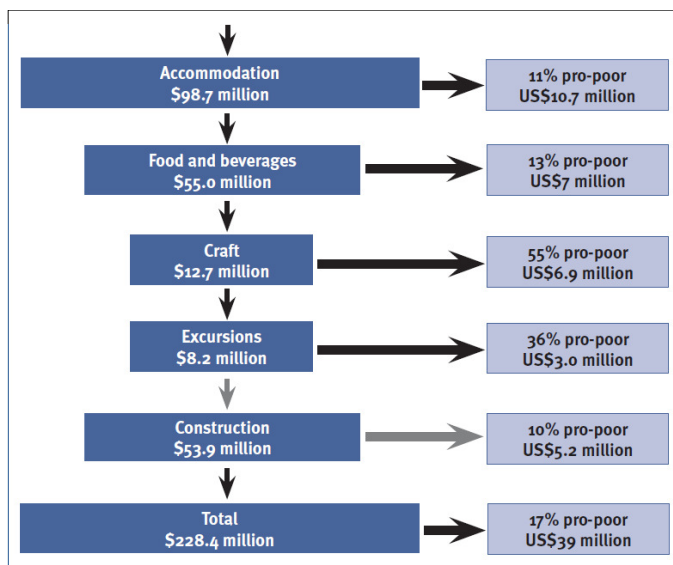 Accommodation
$98.7 million
11% pro-poor
US$10.7 million
Food and beverages
$55.0 million
13% pro-poor
US$7 million
Craft
$12.7 million
55% pro-poor
US$6.9 million
Excursions
$8.2 million
36% pro-poor
US$3.0 million
Construction
$53.9 million
10% pro-poor
US$5.2 million
Total
$228.4 million
17% pro-poor
US$39 million